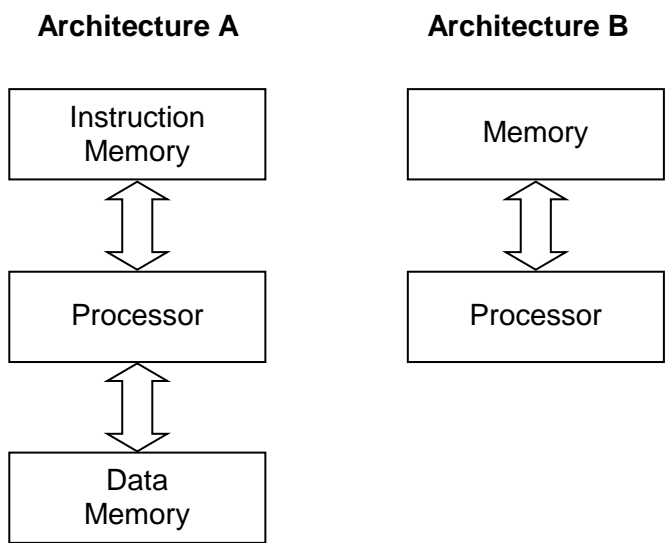 Architecture A
Architecture B
Instruction
Memory
Memory
Processor
Processor
Data
Memory